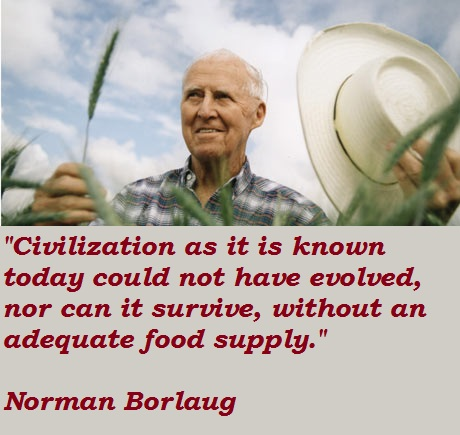 "Civilization as it is known
today could not have evolved,
nor can it survive, without an
adequate food supply."
Norman Borlaug